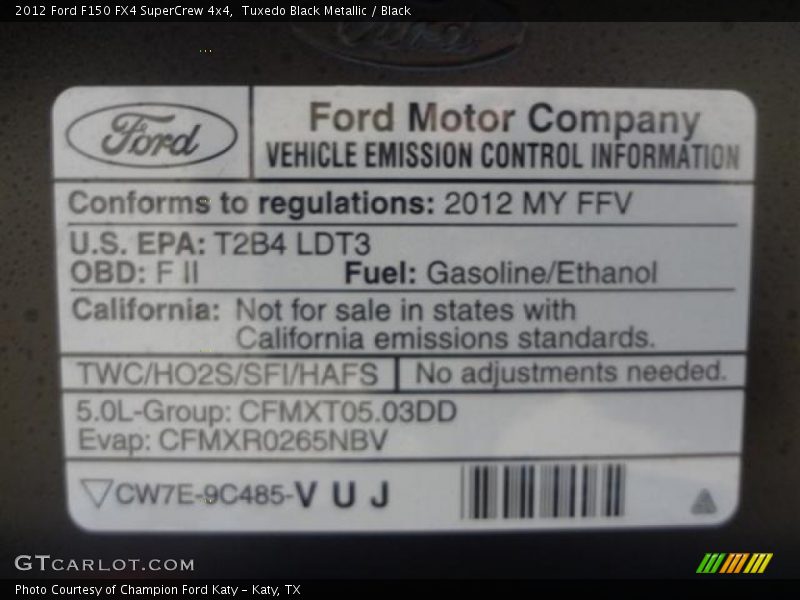 2012 Ford F150 FX4 SuperCrew 4x4, Tuxedo Black Metallic / Black
Ford
Ford
Ford Motor Company
VEHICLE EMISSION CONTROL INFORMATION
Conforms to regulations: 2012 MY FFV
U.S. EPA: T2B4 LDT3
OBD: F II Fuel: Gasoline/Ethanol
California: Not for sale in states with
California emissions standards.
TWC/HO2S/SFI/HAFS No adjustments needed.
5.0L-Group: CFMXT05.03DD
Evap: CFMXR0265NBV
CW7E-9C485-V U J
GTCARLOT.COM
Photo Courtesy of Champion Ford Katy – Katy, TX